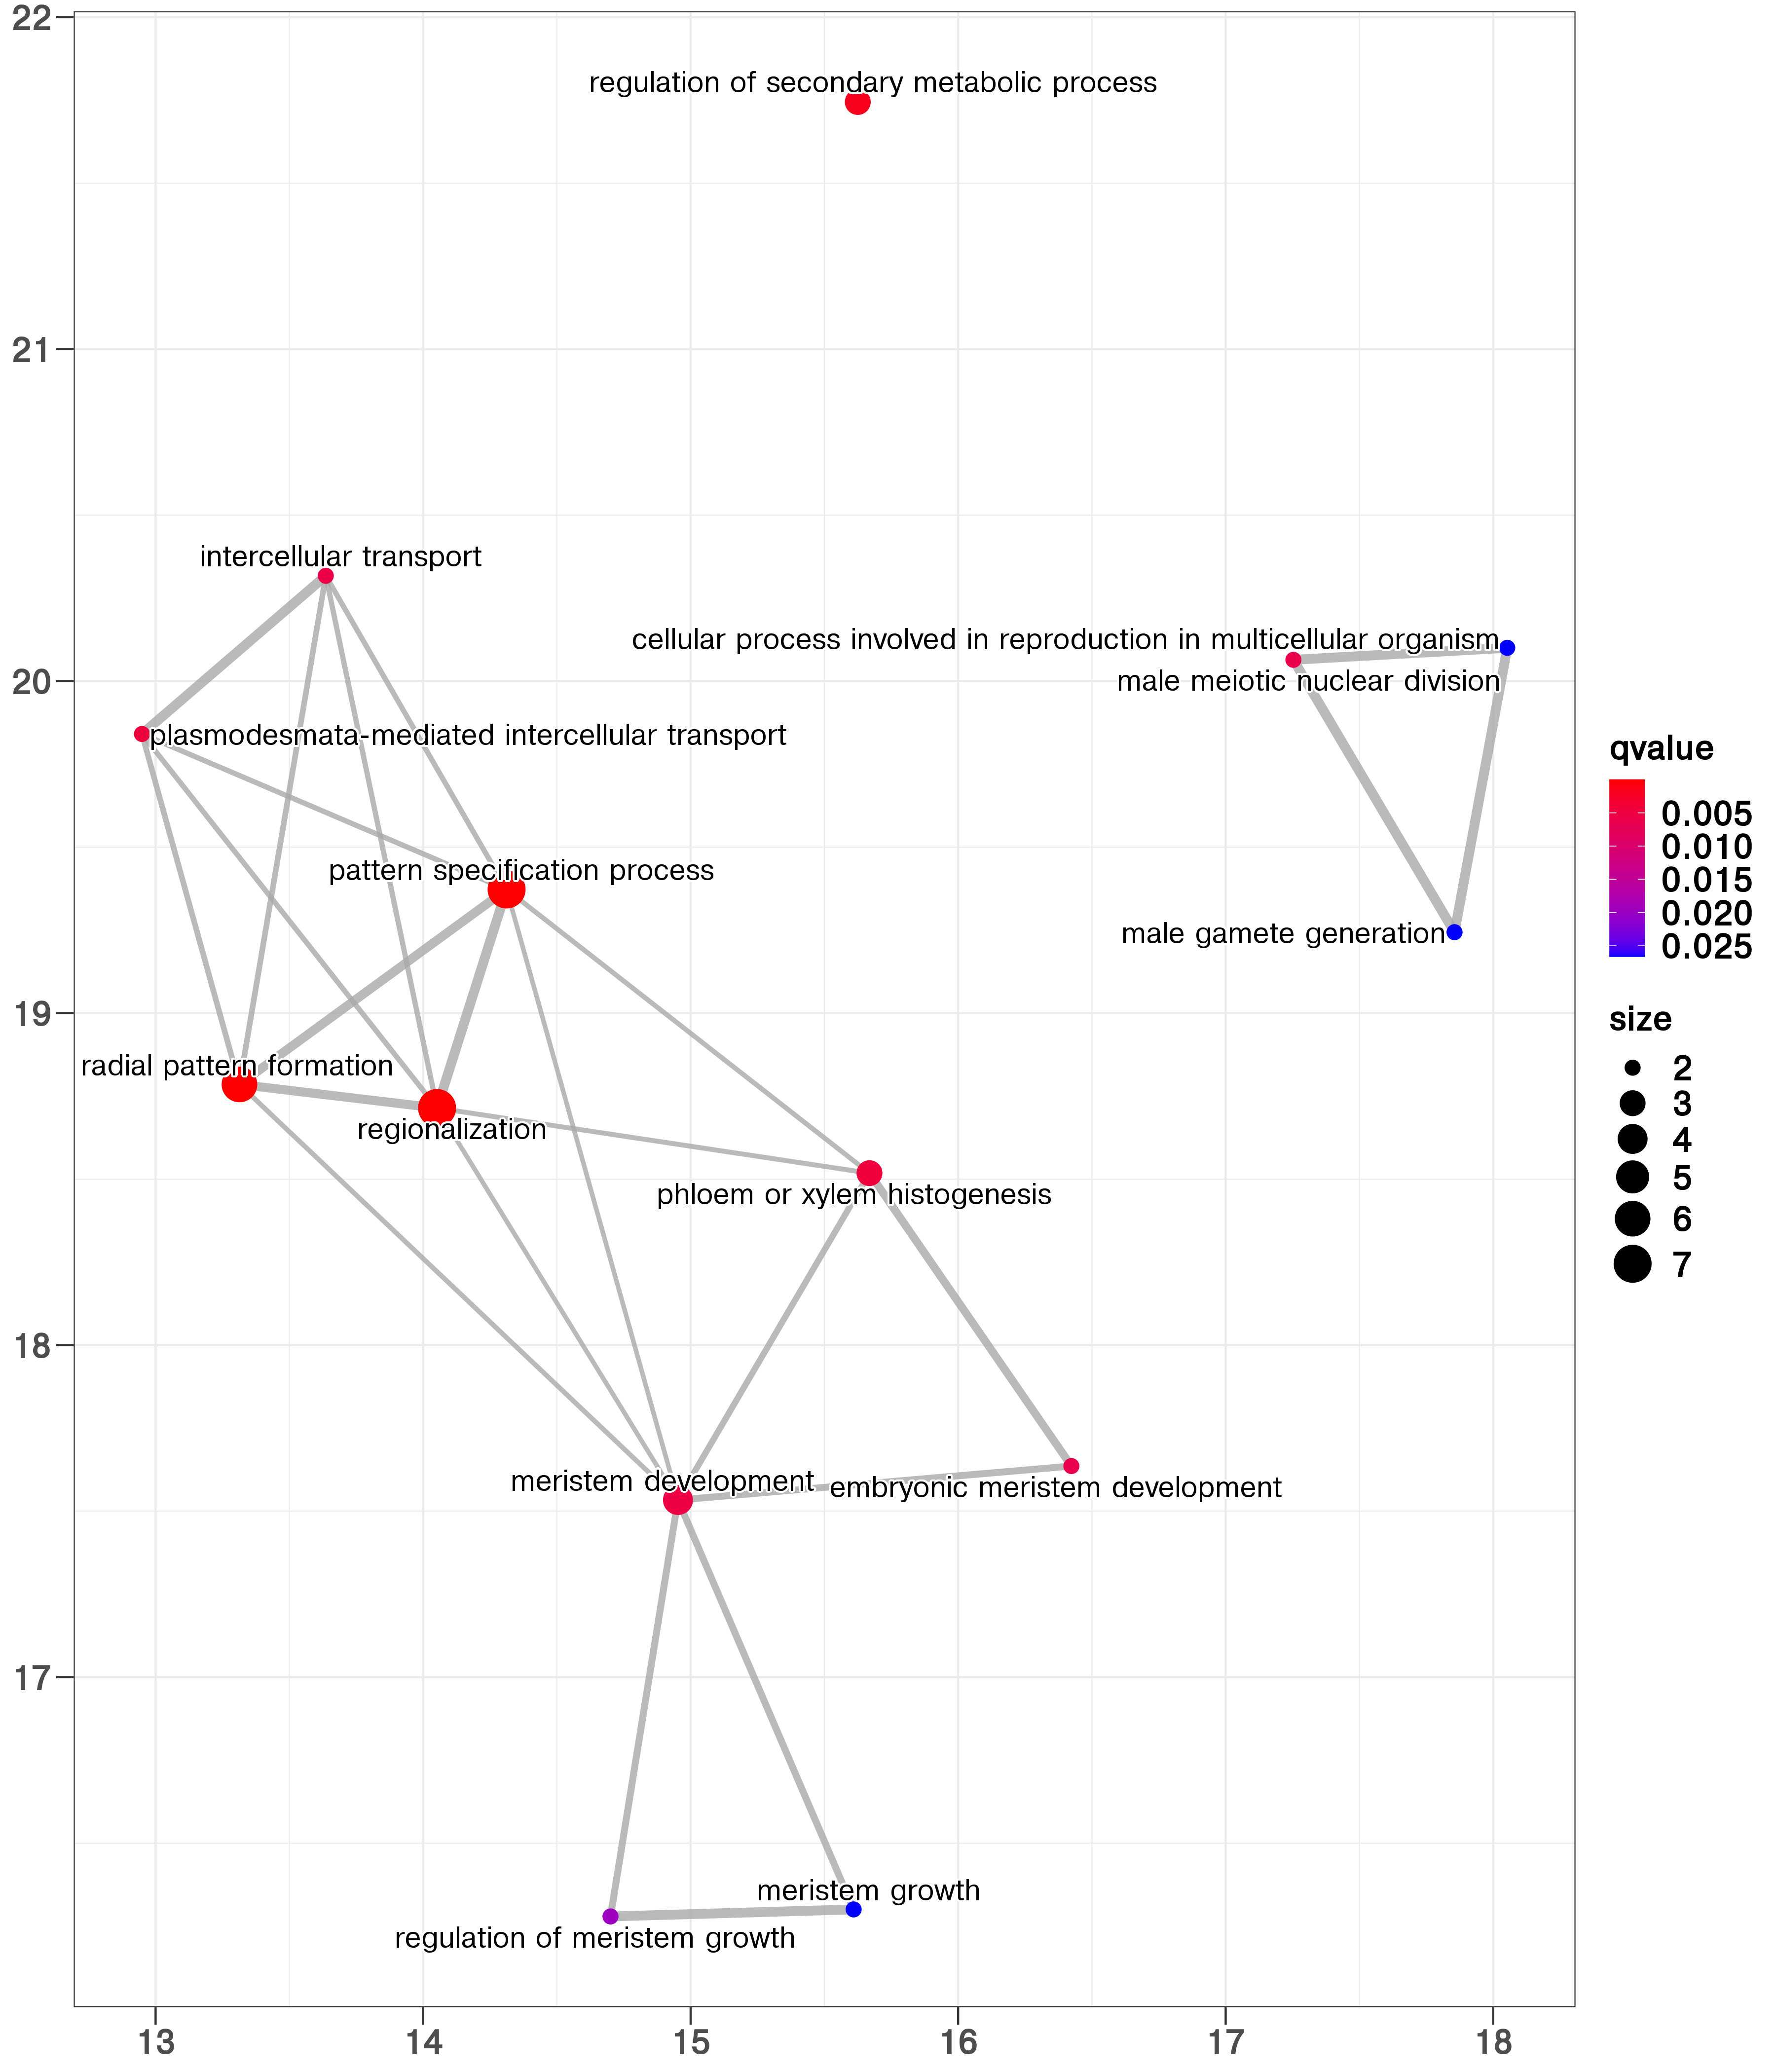 22
regulation of secondary metabolic process
21
intercellular transport
cellular process involved in reproduction in multicellular organism
20
male meiotic nuclear division
plasmodesmata-mediated intercellular transport
pattern specification process
male gamete generation
19
radial pattern formation
regionalization
phloem or xylem histogenesis
18
meristem development
embryonic meristem development
17
meristem growth
regulation of meristem growth
13 14 15 16 17 18
qvalue
0.005
0.010
0.015
0.020
0.025
size
2
3
4
5
6
7